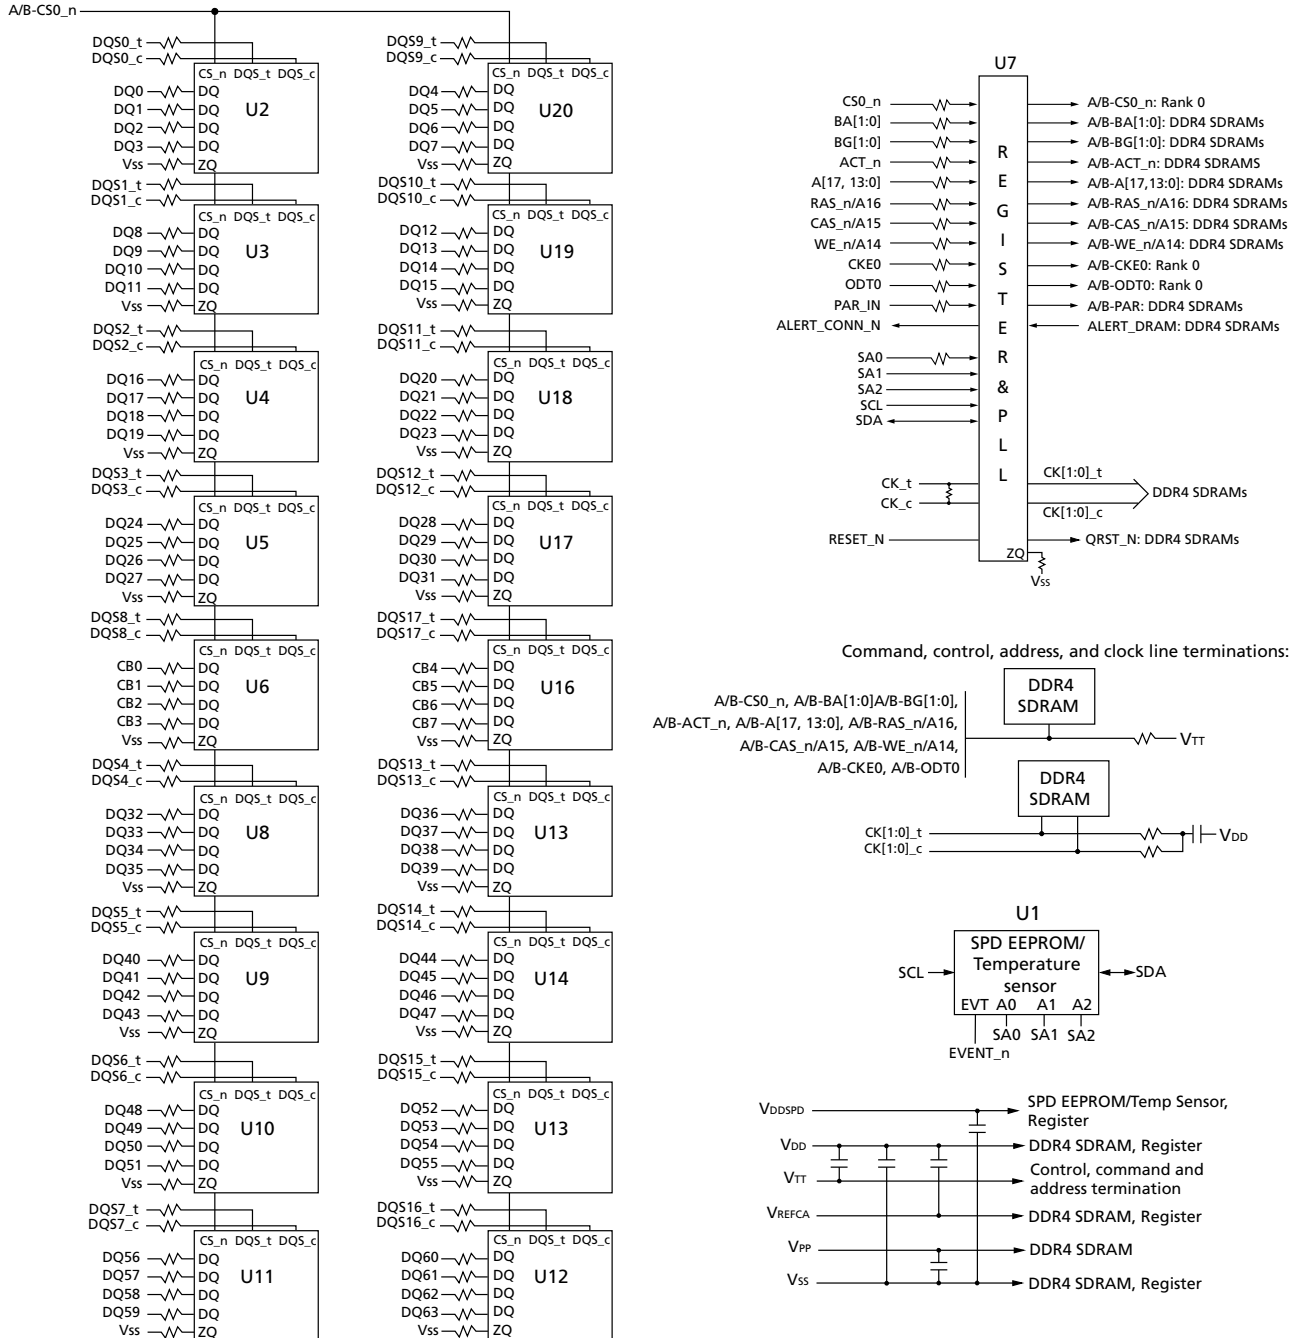 A/B-CS0_n
DQS0_t
DQS0_c
CS_n DQS_t DQS_c
DQ0 DQ
DQ1 DQ
DQ2 DQ
DQ3 DQ
Vss ZQ
U2
DQS1_t
DQS1_c
CS_n DQS_t DQS_c
DQ8 DQ
DQ9 DQ
DQ10 DQ
DQ11 DQ
Vss ZQ
U3
DQS2_t
DQS2_c
CS_n DQS_t DQS_c
DQ16 DQ
DQ17 DQ
DQ18 DQ
DQ19 DQ
Vss ZQ
U4
DQS3_t
DQS3_c
CS_n DQS_t DQS_c
DQ24 DQ
DQ25 DQ
DQ26 DQ
DQ27 DQ
Vss ZQ
U5
DQS8_t
DQS8_c
CS_n DQS_t DQS_c
CB0 DQ
CB1 DQ
CB2 DQ
CB3 DQ
Vss ZQ
U6
DQS4_t
DQS4_c
CS_n DQS_t DQS_c
DQ32 DQ
DQ33 DQ
DQ34 DQ
DQ35 DQ
Vss ZQ
U8
DQS5_t
DQS5_c
CS_n DQS_t DQS_c
DQ40 DQ
DQ41 DQ
DQ42 DQ
DQ43 DQ
Vss ZQ
U9
DQS6_t
DQS6_c
CS_n DQS_t DQS_c
DQ48 DQ
DQ49 DQ
DQ50 DQ
DQ51 DQ
Vss ZQ
U10
DQS7_t
DQS7_c
CS_n DQS_t DQS_c
DQ56 DQ
DQ57 DQ
DQ58 DQ
DQ59 DQ
Vss ZQ
U11
DQS9_t
DQS9_c
CS_n DQS_t DQS_c
DQ4 DQ
DQ5 DQ
DQ6 DQ
DQ7 DQ
Vss ZQ
U20
DQS10_t
DQS10_c
CS_n DQS_t DQS_c
DQ12 DQ
DQ13 DQ
DQ14 DQ
DQ15 DQ
Vss ZQ
U19
DQS11_t
DQS11_c
CS_n DQS_t DQS_c
DQ20 DQ
DQ21 DQ
DQ22 DQ
DQ23 DQ
Vss ZQ
U18
DQS12_t
DQS12_c
CS_n DQS_t DQS_c
DQ28 DQ
DQ29 DQ
DQ30 DQ
DQ31 DQ
Vss ZQ
U17
DQS17_t
DQS17_c
CS_n DQS_t DQS_c
CB4 DQ
CB5 DQ
CB6 DQ
CB7 DQ
Vss ZQ
U16
DQS13_t
DQS13_c
CS_n DQS_t DQS_c
DQ36 DQ
DQ37 DQ
DQ38 DQ
DQ39 DQ
Vss ZQ
U13
DQS14_t
DQS14_c
CS_n DQS_t DQS_c
DQ44 DQ
DQ45 DQ
DQ46 DQ
DQ47 DQ
Vss ZQ
U14
DQS15_t
DQS15_c
CS_n DQS_t DQS_c
DQ52 DQ
DQ53 DQ
DQ54 DQ
DQ55 DQ
Vss ZQ
U13
DQS16_t
DQS16_c
CS_n DQS_t DQS_c
DQ60 DQ
DQ61 DQ
DQ62 DQ
DQ63 DQ
Vss ZQ
U12
U7
REGISTER & PLL
CS0_n A/B-CS0_n: Rank 0
BA[1:0] A/B-BA[1:0]: DDR4 SDRAMs
BG[1:0] A/B-BG[1:0]: DDR4 SDRAMs
ACT_n A/B-ACT_n: DDR4 SDRAMS
A[17, 13:0] A/B-A[17,13:0]: DDR4 SDRAMs
RAS_n/A16 A/B-RAS_n/A16: DDR4 SDRAMs
CAS_n/A15 A/B-CAS_n/A15: DDR4 SDRAMs
WE_n/A14 A/B-WE_n/A14: DDR4 SDRAMs
CKE0 A/B-CKE0: Rank 0
ODT0 A/B-ODT0: Rank 0
PAR_IN A/B-PAR: DDR4 SDRAMs
ALERT_CONN_N ALERT_DRAM: DDR4 SDRAMs
SA0
SA1
SA2
SCL
SDA
CK_t CK[1:0]_t
DDR4 SDRAMs
CK_c CK[1:0]_c
RESET_N QRST_N: DDR4 SDRAMs
ZQ
Vss
Command, control, address, and clock line terminations:
DDR4
SDRAM
A/B-CS0_n, A/B-BA[1:0]A/B-BG[1:0],
A/B-ACT_n, A/B-A[17, 13:0], A/B-RAS_n/A16,
A/B-CAS_n/A15, A/B-WE_n/A14,
A/B-CKE0, A/B-ODT0
VTT
DDR4
SDRAM
CK[1:0]_t
CK[1:0]_c
VDD
U1
SPD EEPROM/
Temperature
sensor
SCL SDA
EVT A0 A1 A2
SA0 SA1 SA2
EVENT_n
VDDSPD SPD EEPROM/Temp Sensor,
Register
VDD DDR4 SDRAM, Register
VTT Control, command and
address termination
VREFCA DDR4 SDRAM, Register
VPP DDR4 SDRAM
Vss DDR4 SDRAM, Register